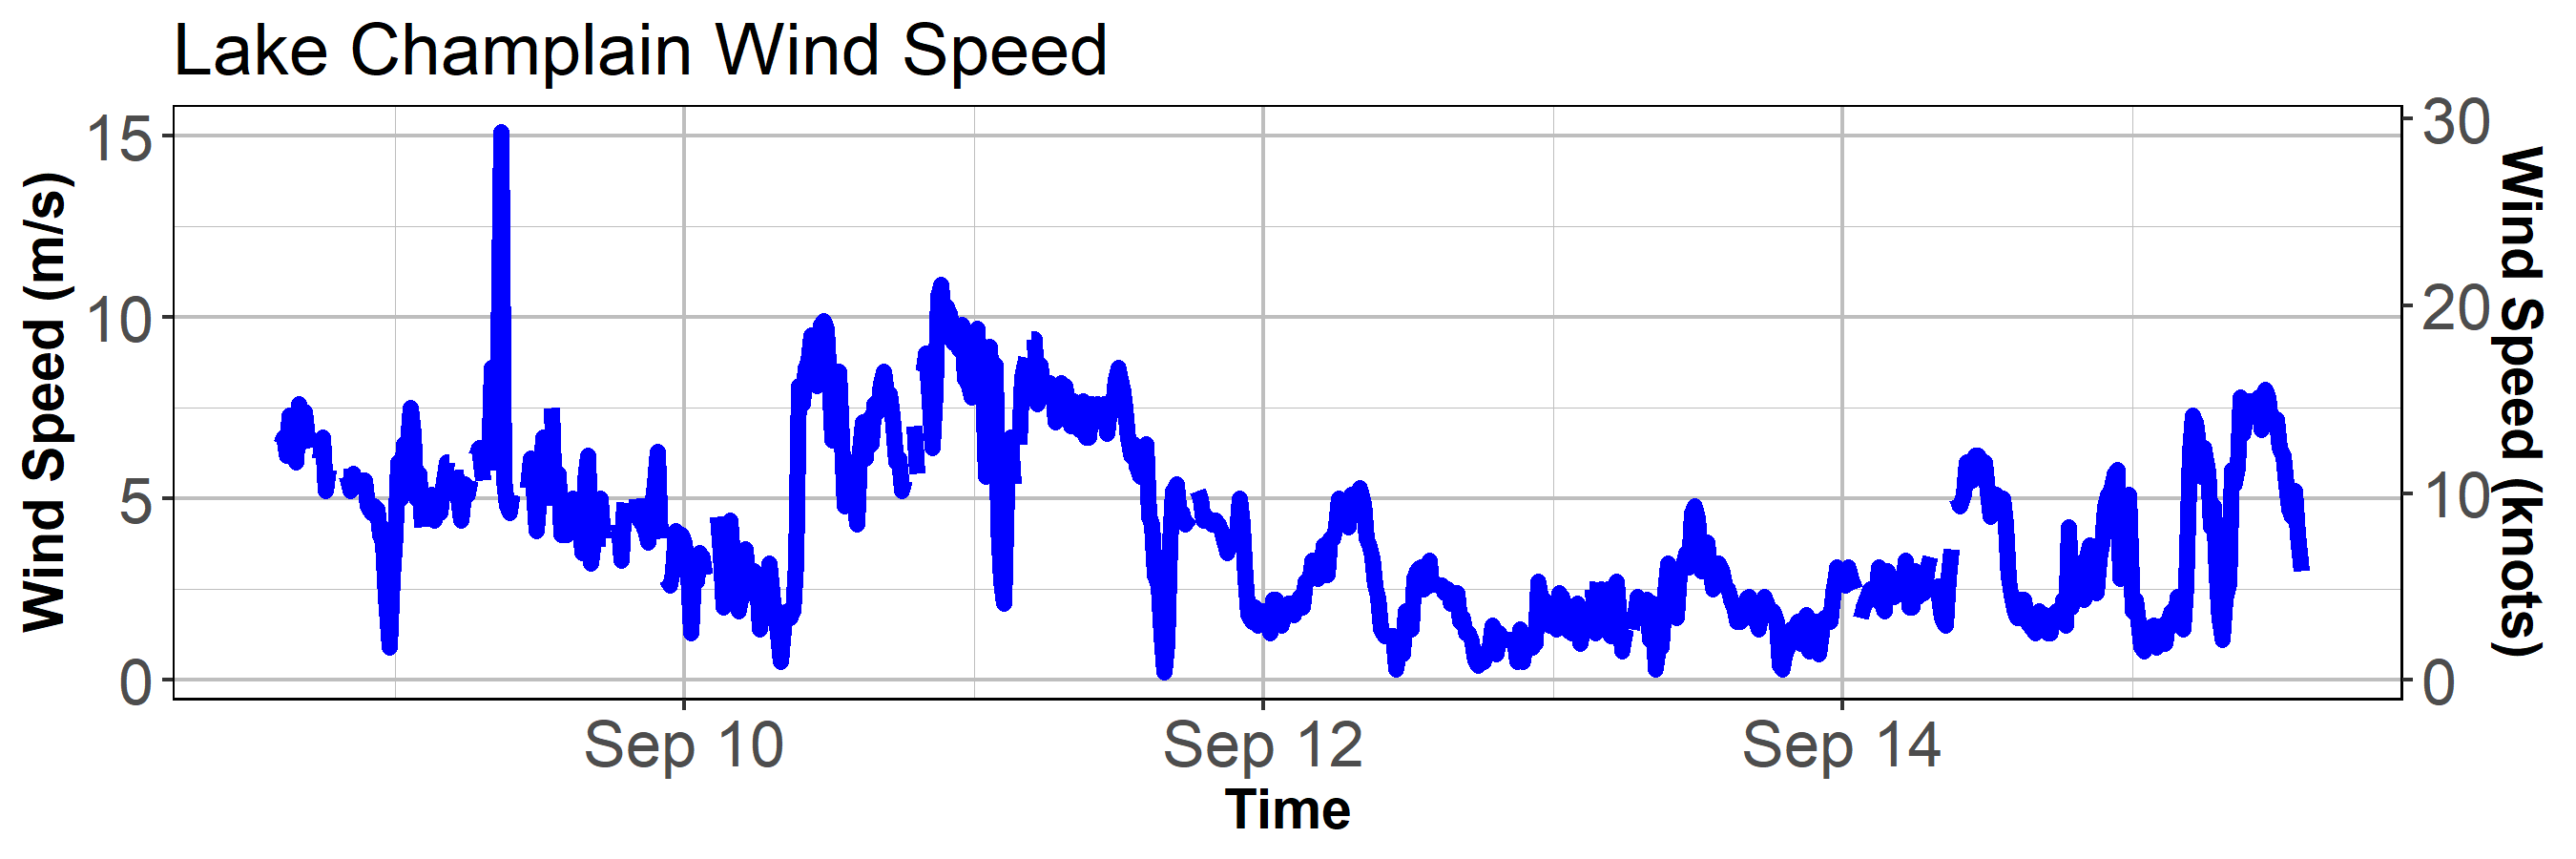 Lake Champlain Wind Speed
Wind Speed (m/s)
15
10
5
0
30
20
10
0
Wind Speed (knots)
Sep 10
Sep 12
Sep 14
Time